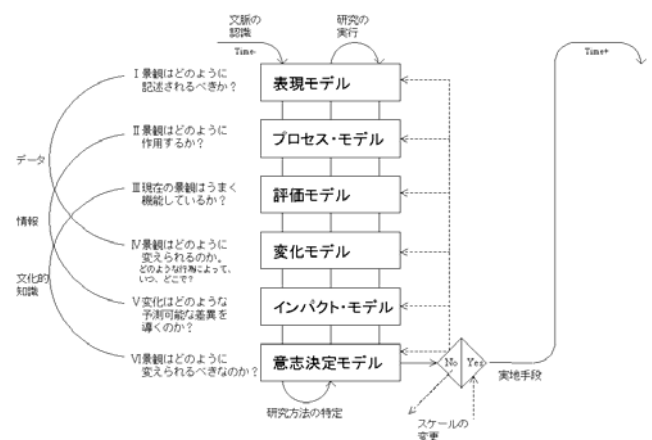 文脈の
認識
研究の
実行
Time-
Time+
Ⅰ景観はどのように
記述されるべきか?
表現モデル
Ⅱ景観はどのように
作用するか?
プロセス・モデル
データ
Ⅲ現在の景観はうまく
機能しているか?
評価モデル
情報
Ⅳ景観はどのように
変えられるのか。
どのような行為によって、
いつ、どこで?
変化モデル
文化的
知識
Ⅴ変化はどのような
予測可能な差異を
導くのか?
インパクト・モデル
Ⅵ景観はどのように
変えられるべきなのか?
意志決定モデル
No
Yes
実地手段
研究方法の特定
スケールの
変更